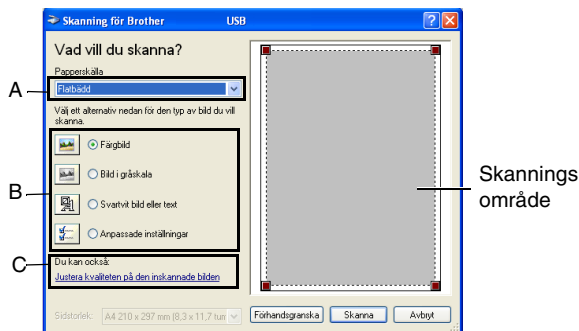 Skanning för Brother USB
Vad vill du skanna?
Papperskälla
A
Flatbädd
Välj ett alternativ nedan för den typ av bild du vill
skanna.
Färgbild
Bild i gråskala
B
Svartvit bild eller text
Anpassade inställningar
C
Du kan också:
Justera kvaliteten på den inskannade bilden
Sidstorlek: A4 210 x 297 mm (8,3 x 11,7 tum
Förhandsgranska Skanna Avbryt
Skannings
område